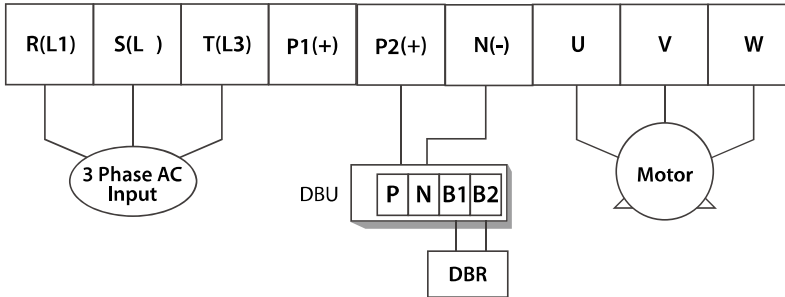 R(L1) S(L ) T(L3) P1(+) P2(+) N(-) U V W
3 Phase AC
Input
DBU
P N B1 B2
Motor
DBR